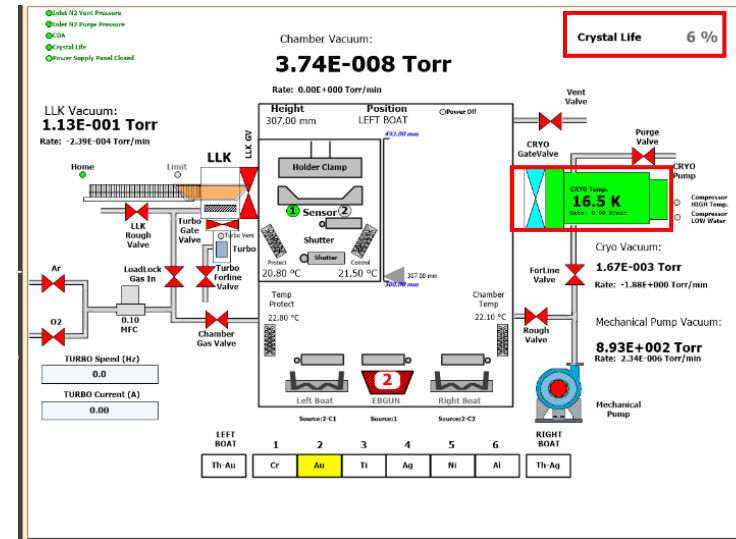 Inlet N2 Vent Pressure
Inlet N2 Purge Pressure
CDA
Crystal Life
Power Supply Panel Closed
Crystal Life 6 %
Chamber Vacuum:
3.74E-008 Torr
Rate: 0.00E+000 Torr/min
LLK Vacuum:
1.13E-001 Torr
Rate: -2.39E-004 Torr/min
Home
Limit
LLK
LLK GV
Height
307.00 mm
Position
LEFT BOAT
Power Off
493.00 mm
Vent
Valve
Purge
Valve
CRYO
GateValve
CRYO
Pump
Holder Clamp
1 Sensor 2
Shutter
Shutter
Protect
20.80 °C
Control
21.50 °C
307.00 mm
300.00 mm
CRYO Temp.
16.5 K
Rate: 0.00 K/min
Compressor
HIGH Temp.
Compressor
LOW Water
LLK
Rough
Valve
Turbo
Gate
Valve
Turbo Vent
Turbo
Turbo
Forline
Valve
LoadLock
Gas In
Ar
O2
0.10
MFC
Chamber
Gas Valve
Cryo Vacuum:
1.67E-003 Torr
Rate: -1.88E+000 Torr/min
ForLine
Valve
Mechanical Pump Vacuum:
8.93E+002 Torr
Rate: 2.34E-006 Torr/min
Rough
Valve
Mechanical
Pump
Temp
Protect
22.80 °C
Chamber
Temp
22.10 °C
TURBO Speed (Hz)
0.0
TURBO Current (A)
0.00
2
Left Boat EBGUN Right Boat
Source:2-C1 Source:1 Source:2-C2
LEFT
BOAT 1 2 3 4 5 6 RIGHT
BOAT
Th-Au Cr Au Ti Ag Ni Al Th-Ag